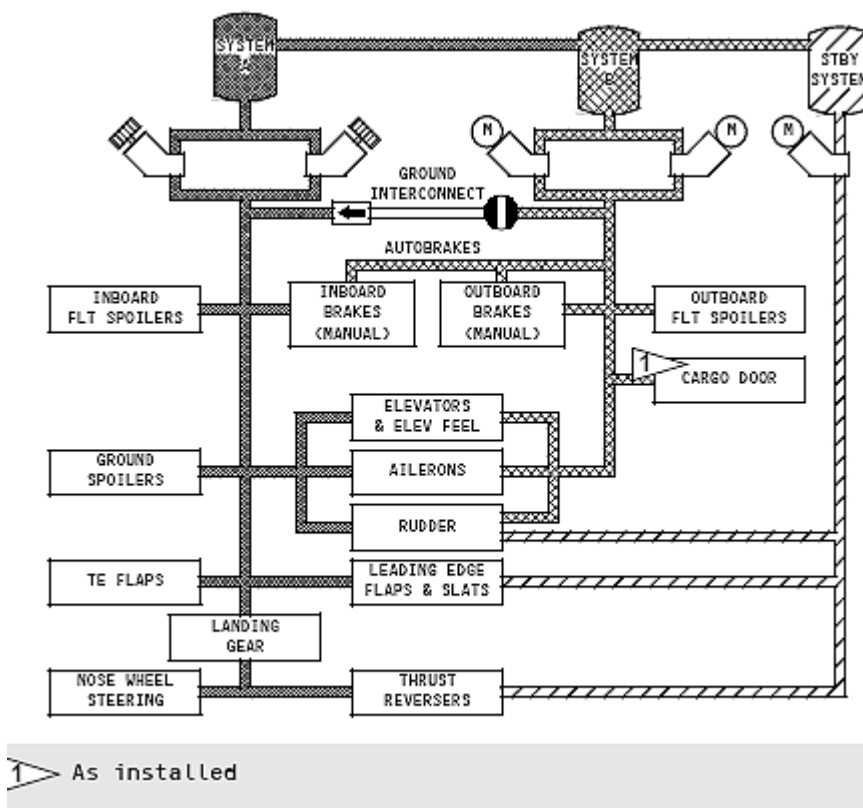 SYSTEM
A
SYSTEM
B
STBY
SYSTEM
M
M
M
GROUND
INTERCONNECT
AUTOBRAKES
INBOARD
FLT SPOILERS
INBOARD
BRAKES
(MANUAL)
OUTBOARD
BRAKES
(MANUAL)
OUTBOARD
FLT SPOILERS
1
CARGO DOOR
ELEVATORS
& ELEV FEEL
GROUND
SPOILERS
AILERONS
RUDDER
TE FLAPS
LEADING EDGE
FLAPS & SLATS
LANDING
GEAR
NOSE WHEEL
STEERING
THRUST
REVERSERS
1 As installed